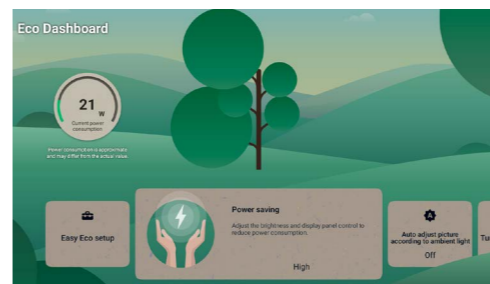 Eco Dashboard
21 W
Current power
consumption
Power consumption is approximate
and may differ from the actual value.
Easy Eco setup
Power saving
Adjust the brightness and display panel control to
reduce power consumption.
High
A
Auto adjust picture
according to ambient light
Off
Tu